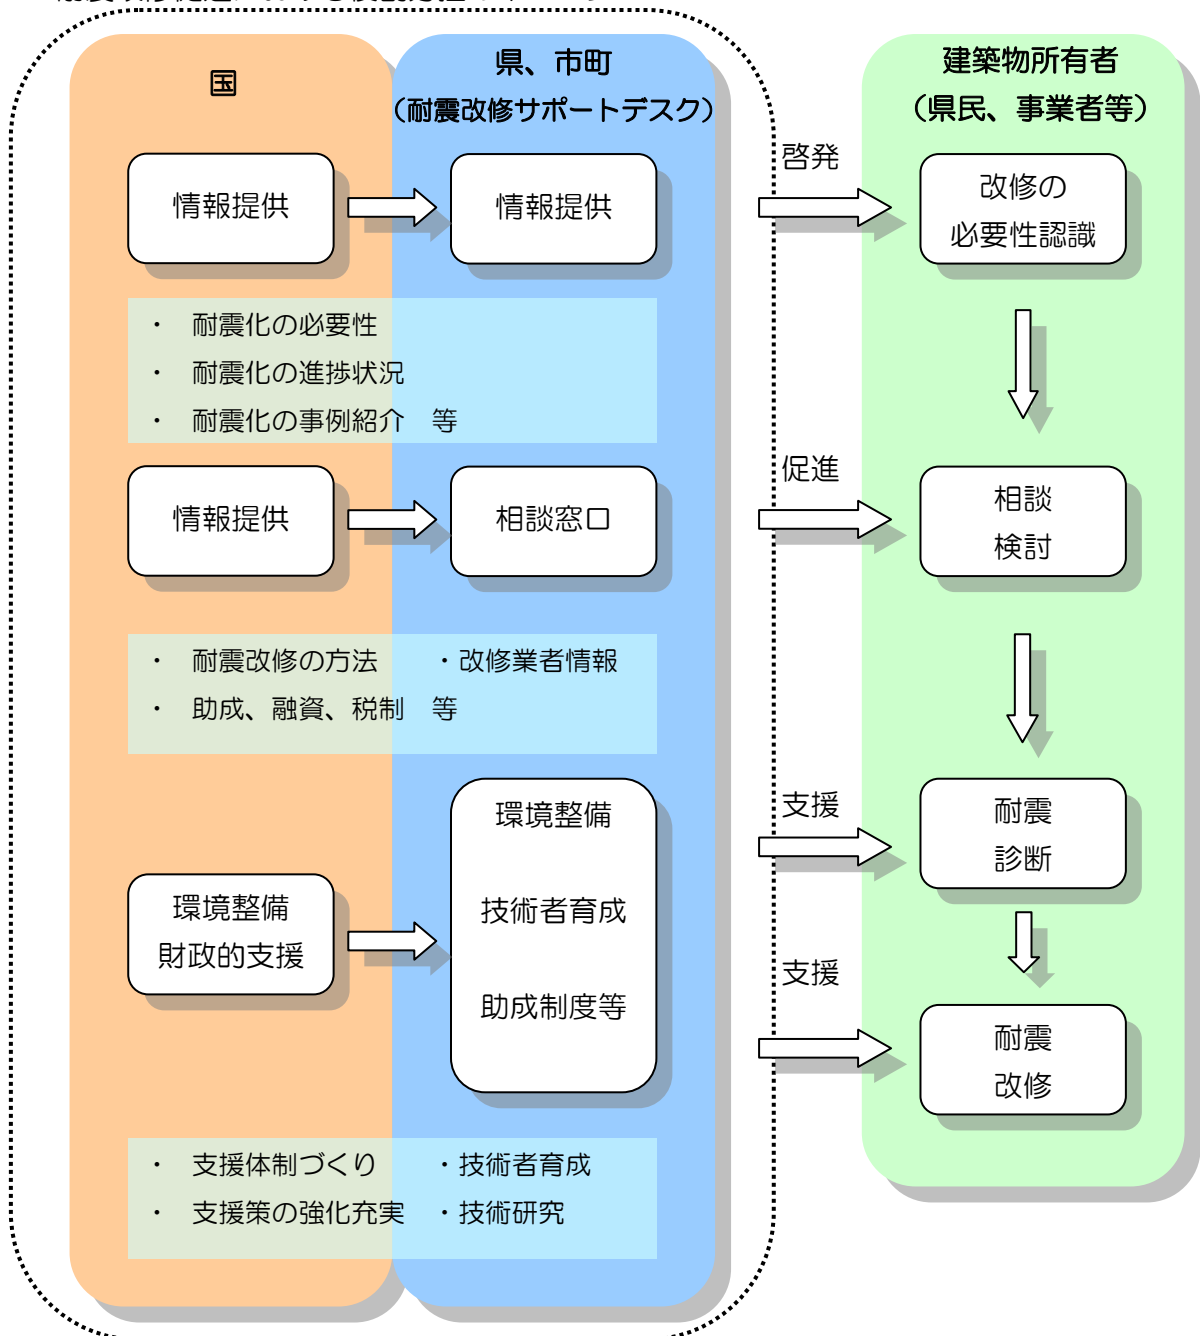 国
県、市町
（耐震改修サポートデスク）
建築物所有者
（県民、事業者等）
情報提供
情報提供
啓発
改修の
必要性認識
・ 耐震化の必要性
・ 耐震化の進捗状況
・ 耐震化の事例紹介 等
情報提供
相談窓口
促進
相談
検討
・ 耐震改修の方法 ・改修業者情報
・ 助成、融資、税制 等
環境整備
財政的支援
環境整備
技術者育成
助成制度等
支援
耐震
診断
支援
耐震
改修
・ 支援体制づくり ・技術者育成
・ 支援策の強化充実 ・技術研究